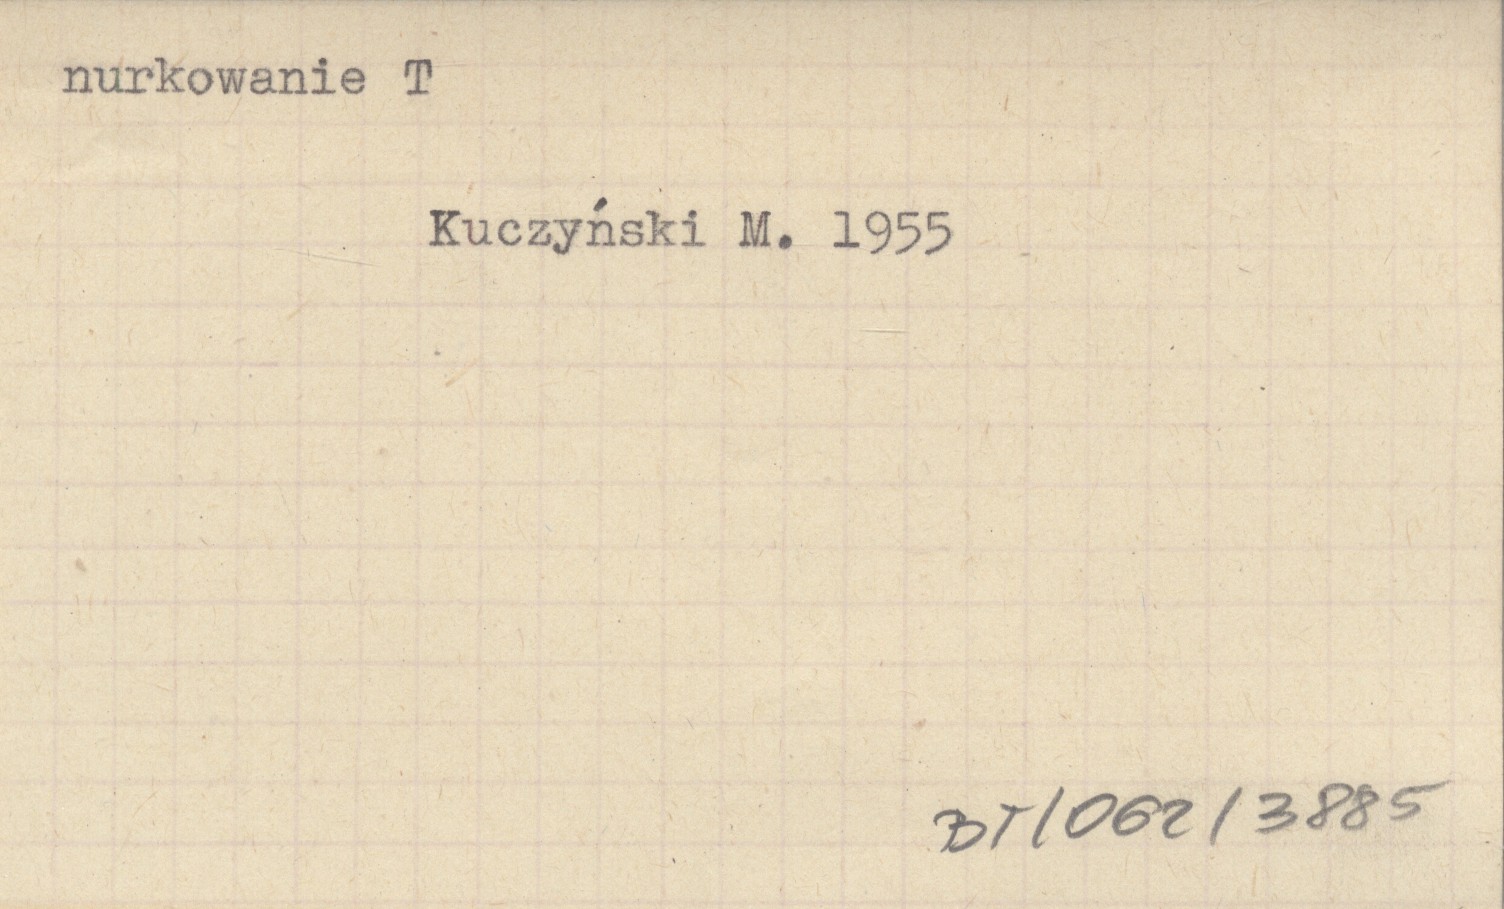 nurkowanie T
Kuczyński M. 1955
BT/062/3885